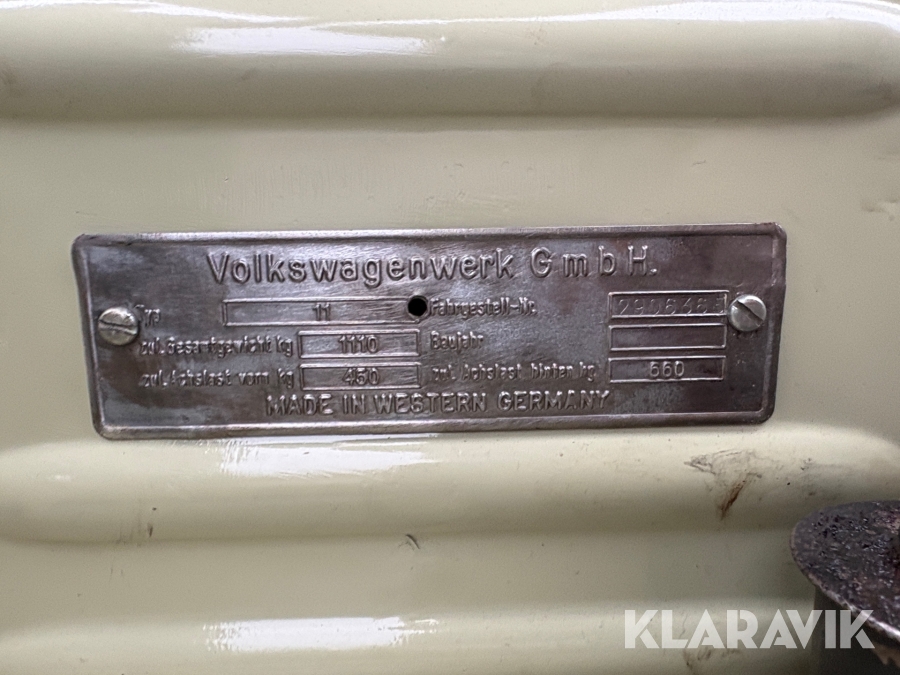 Volkswagenwerk GmbH.
Typ 11 Fahrgestell-Nr.
zul. Gesamtgewicht kg 1110 Baujahr
zul. Achslast vorn kg 450 zul. Achslast hinten kg 660
MADE IN WESTERN GERMANY
KLARAVIK